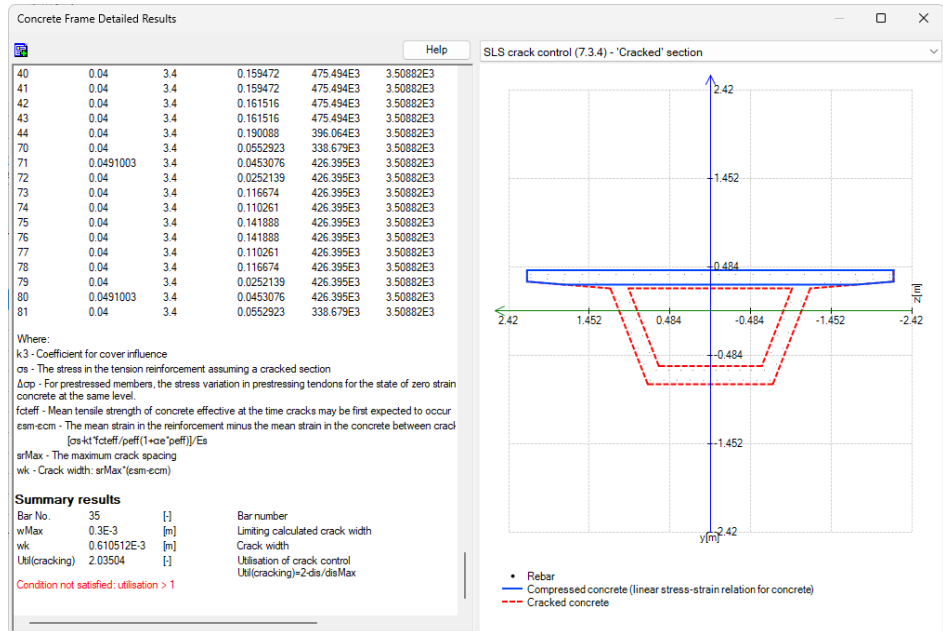 Concrete Frame Detailed Results
Help
SLS crack control (7.3.4) - 'Cracked' section
40 0.04 3.4 0.159472 475.494E3 3.50882E3
41 0.04 3.4 0.159472 475.494E3 3.50882E3
42 0.04 3.4 0.161516 475.494E3 3.50882E3
43 0.04 3.4 0.161516 475.494E3 3.50882E3
44 0.04 3.4 0.190088 396.064E3 3.50882E3
70 0.04 3.4 0.0552923 338.679E3 3.50882E3
71 0.0491003 3.4 0.0453076 426.395E3 3.50882E3
72 0.04 3.4 0.0252139 426.395E3 3.50882E3
73 0.04 3.4 0.116674 426.395E3 3.50882E3
74 0.04 3.4 0.110261 426.395E3 3.50882E3
75 0.04 3.4 0.141888 426.395E3 3.50882E3
76 0.04 3.4 0.141888 426.395E3 3.50882E3
77 0.04 3.4 0.110261 426.395E3 3.50882E3
78 0.04 3.4 0.116674 426.395E3 3.50882E3
79 0.04 3.4 0.0252139 426.395E3 3.50882E3
80 0.0491003 3.4 0.0453076 426.395E3 3.50882E3
81 0.04 3.4 0.0552923 338.679E3 3.50882E3
Where:
k3 - Coefficient for cover influence
σs - The stress in the tension reinforcement assuming a cracked section
Δσp - For prestressed members, the stress variation in prestressing tendons for the state of zero strain
concrete at the same level.
fcteff - Mean tensile strength of concrete effective at the time cracks may be first expected to occur
εsm-εcm - The mean strain in the reinforcement minus the mean strain in the concrete between crack
[σs-kt*fcteff/ρeff(1+αe*ρeff)]/Es
srMax - The maximum crack spacing
wk - Crack width: srMax*(εsm-εcm)
Summary results
Bar No. 35 [-] Bar number
wMax 0.3E-3 [m] Limiting calculated crack width
wk 0.610512E-3 [m] Crack width
Util(cracking) 2.03504 [-] Utilisation of crack control
Util(cracking)=2-dis/disMax
Condition not satisfied: utilisation > 1
2.42
1.452
0.484
z[m]
2.42 1.452 0.484 -0.484 -1.452 -2.42
-0.484
-1.452
-2.42
y[m]
Rebar
Compressed concrete (linear stress-strain relation for concrete)
Cracked concrete